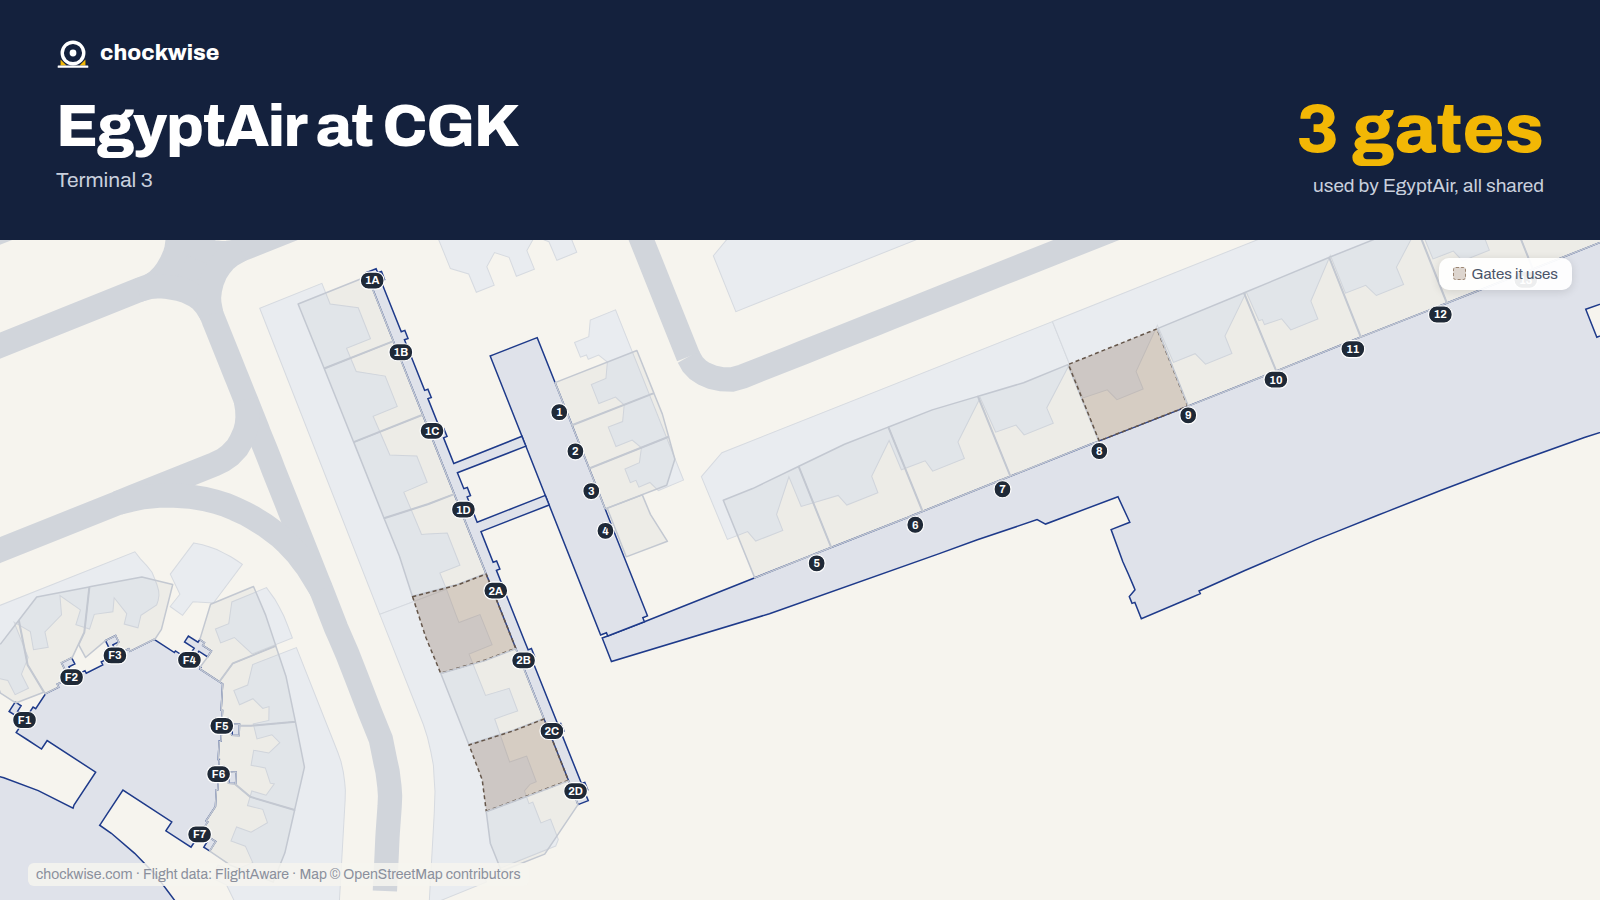 chockwise
EgyptAir at CGK
Terminal 3
3 gates
used by EgyptAir, all shared
Gates it uses
1A
1B
1C
1D
2A
2B
2C
2D
1
2
3
4
5
6
7
8
9
10
11
12
F1
F2
F3
F4
F5
F6
F7
chockwise.com · Flight data: FlightAware · Map © OpenStreetMap contributors